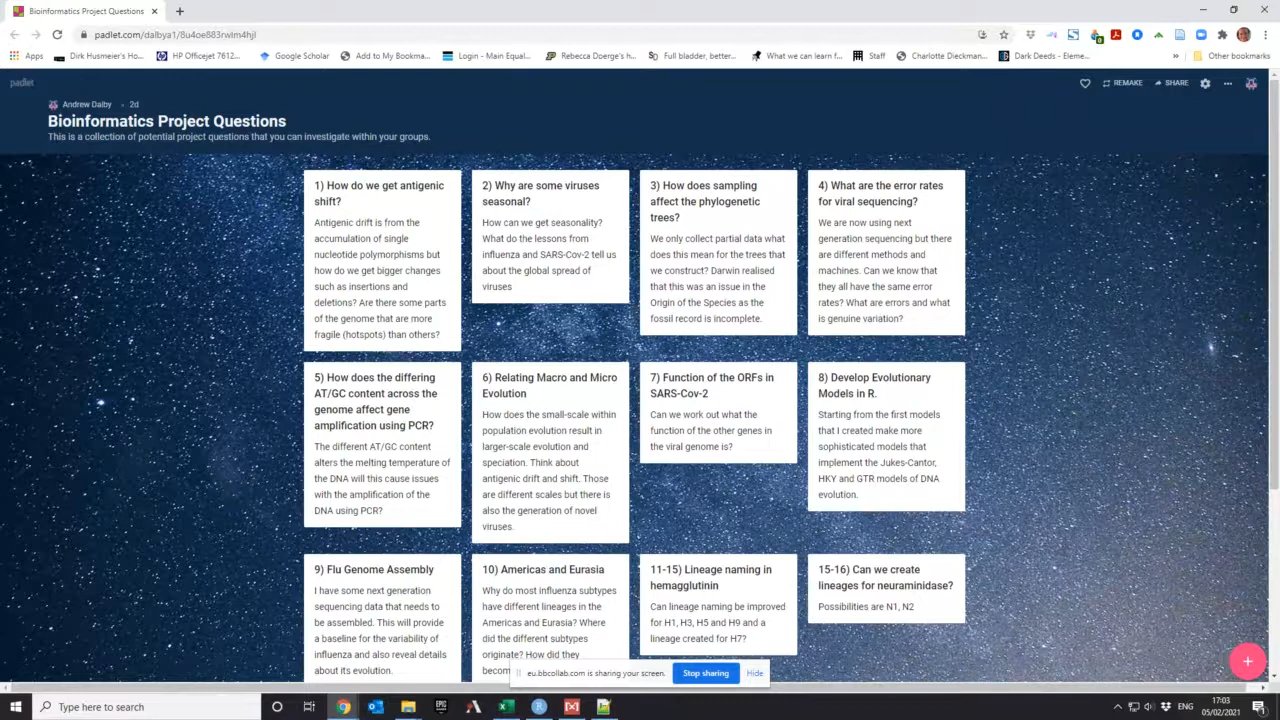 Bioinformatics Project Questions
padlet.com/dalbya1/8u4oe883rwlm4hjl
Apps
Dirk Husmeier's Ho...
HP Officejet 7612...
Google Scholar
Add to My Bookma...
Login - Main Equal...
Rebecca Doerge's h...
Full bladder, better...
What we can learn f...
Staff
Charlotte Dieckman...
Dark Deeds - Eleme...
»
Other bookmarks
padlet
REMAKE
SHARE
Andrew Dalby
2d
Bioinformatics Project Questions
This is a collection of potential project questions that you can investigate within your groups.
1) How do we get antigenic
shift?
Antigenic drift is from the
accumulation of single
nucleotide polymorphisms but
how do we get bigger changes
such as insertions and
deletions? Are there some parts
of the genome that are more
fragile (hotspots) than others?
2) Why are some viruses
seasonal?
How can we get seasonality?
What do the lessons from
influenza and SARS-Cov-2 tell us
about the global spread of
viruses
3) How does sampling
affect the phylogenetic
trees?
We only collect partial data what
does this mean for the trees that
we construct? Darwin realised
that this was an issue in the
Origin of the Species as the
fossil record is incomplete.
4) What are the error rates
for viral sequencing?
We are now using next
generation sequencing but there
are different methods and
machines. Can we know that
they all have the same error
rates? What are errors and what
is genuine variation?
5) How does the differing
AT/GC content across the
genome affect gene
amplification using PCR?
The different AT/GC content
alters the melting temperature of
the DNA will this cause issues
with the amplification of the
DNA using PCR?
6) Relating Macro and Micro
Evolution
How does the small-scale within
population evolution result in
larger-scale evolution and
speciation. Think about
antigenic drift and shift. Those
are different scales but there is
also the generation of novel
viruses.
7) Function of the ORFs in
SARS-Cov-2
Can we work out what the
function of the other genes in
the viral genome is?
8) Develop Evolutionary
Models in R.
Starting from the first models
that I created make more
sophisticated models that
implement the Jukes-Cantor,
HKY and GTR models of DNA
evolution.
9) Flu Genome Assembly
I have some next generation
sequencing data that needs to
be assembled. This will provide
a baseline for the variability of
influenza and also reveal details
about its evolution.
10) Americas and Eurasia
Why do most influenza subtypes
have different lineages in the
Americas and Eurasia? Where
did the different subtypes
originate? How did they
becom
11-15) Lineage naming in
hemagglutinin
Can lineage naming be improved
for H1, H3, H5 and H9 and a
lineage created for H7?
15-16) Can we create
lineages for neuraminidase?
Possibilities are N1, N2
eu.bbcollab.com is sharing your screen.
Stop sharing
Hide
Type here to search
ENG
17:03
05/02/2021